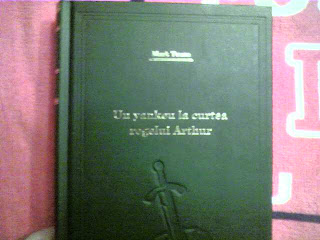 Mark Twain
Un yankeu la curtea
regelui Arthur